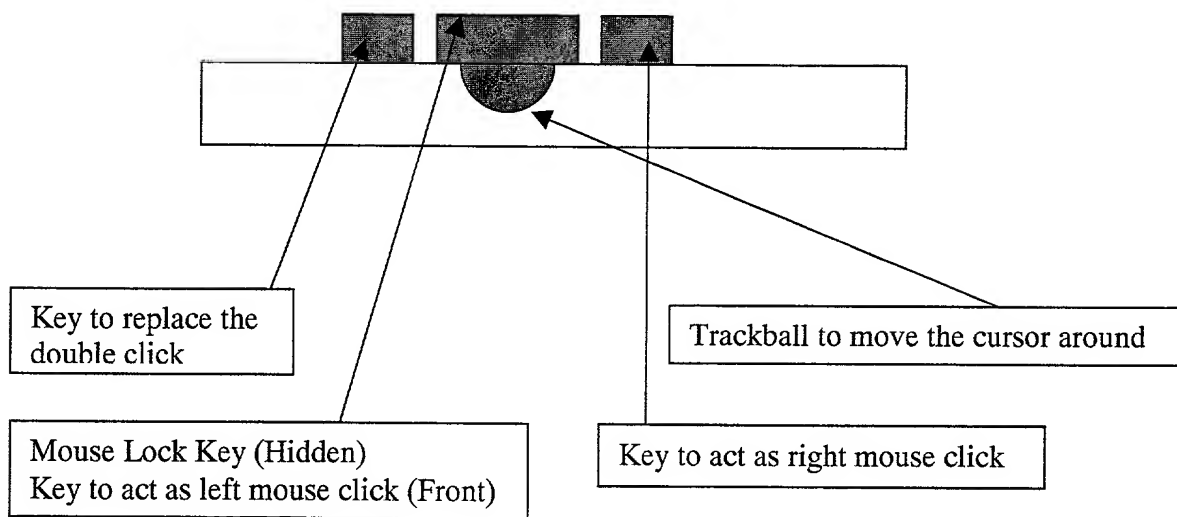 Key to replace the
double click
Trackball to move the cursor around
Mouse Lock Key (Hidden)
Key to act as left mouse click (Front)
Key to act as right mouse click